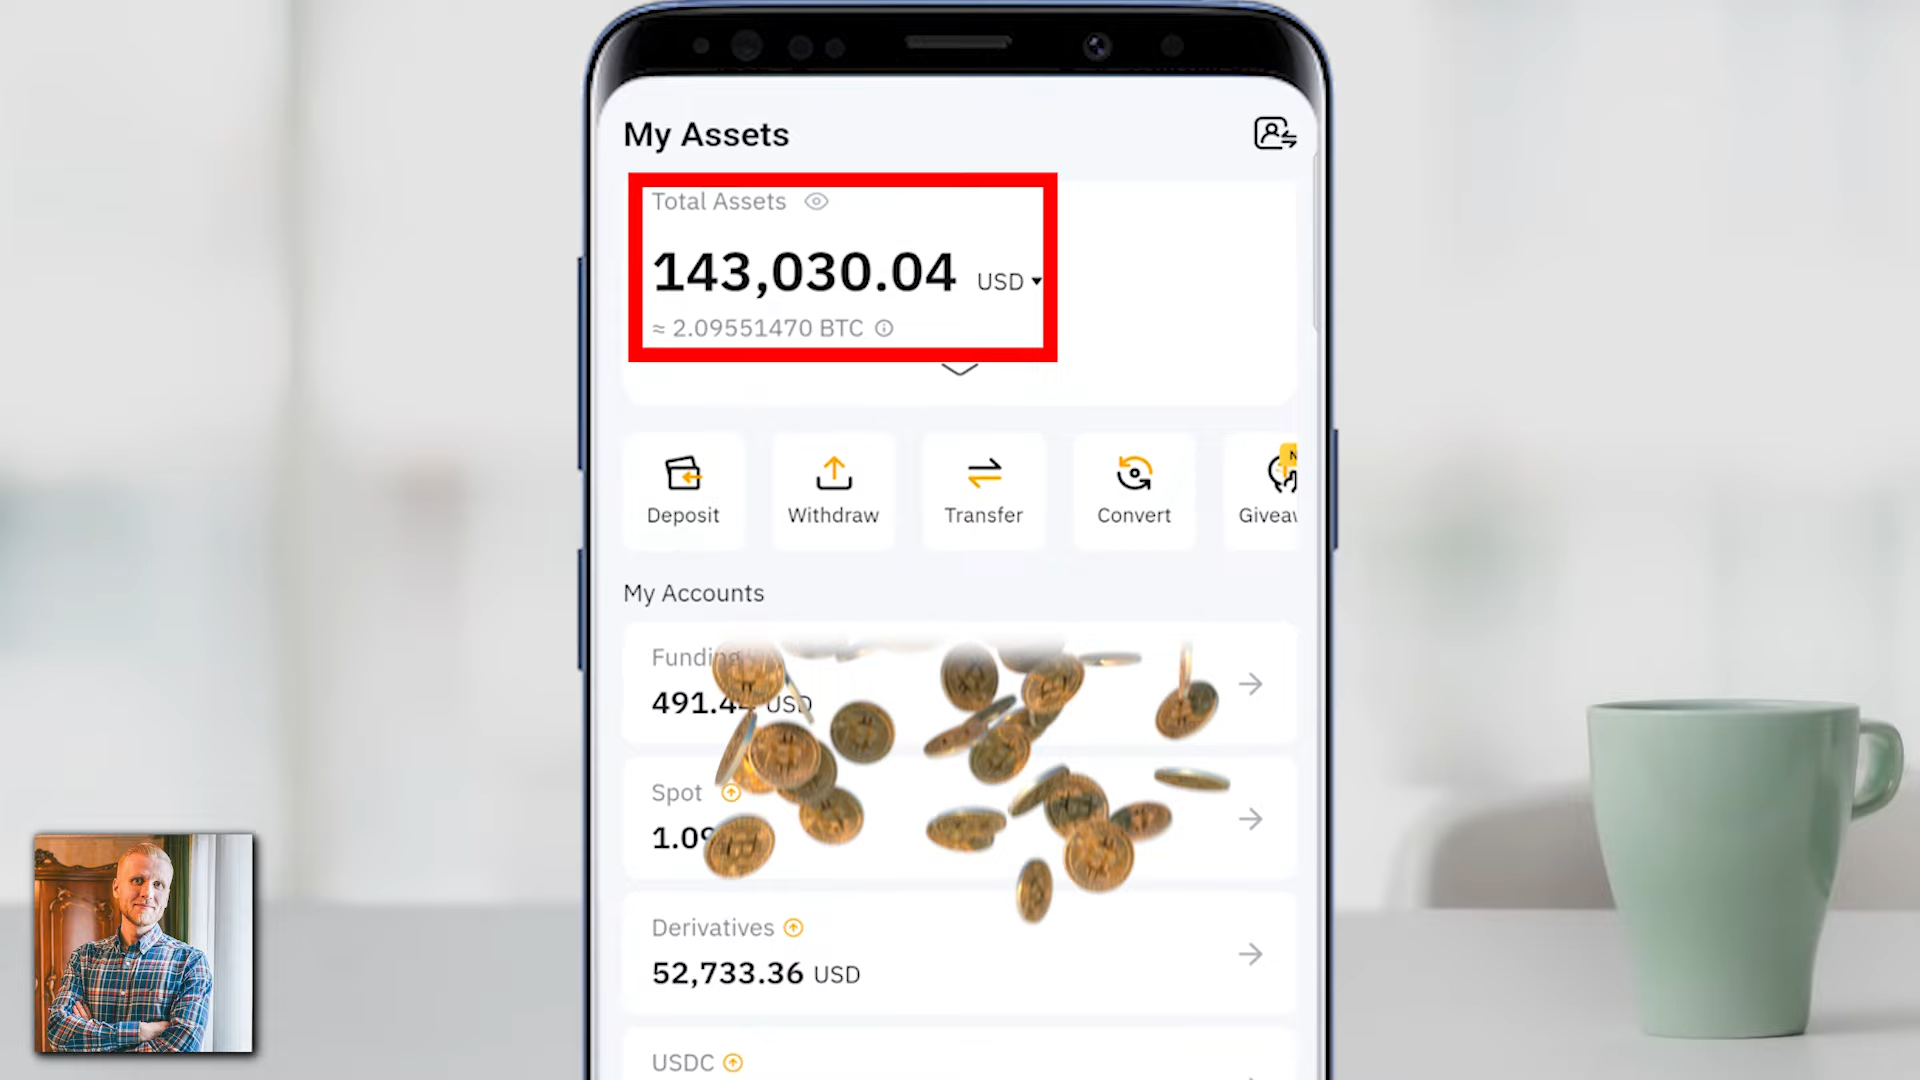 My Assets
Total Assets
143,030.04 USD
≈ 2.09551470 BTC
Deposit
Withdraw
Transfer
Convert
My Accounts
USD
Spot
Derivatives
52,733.36 USD
USDC